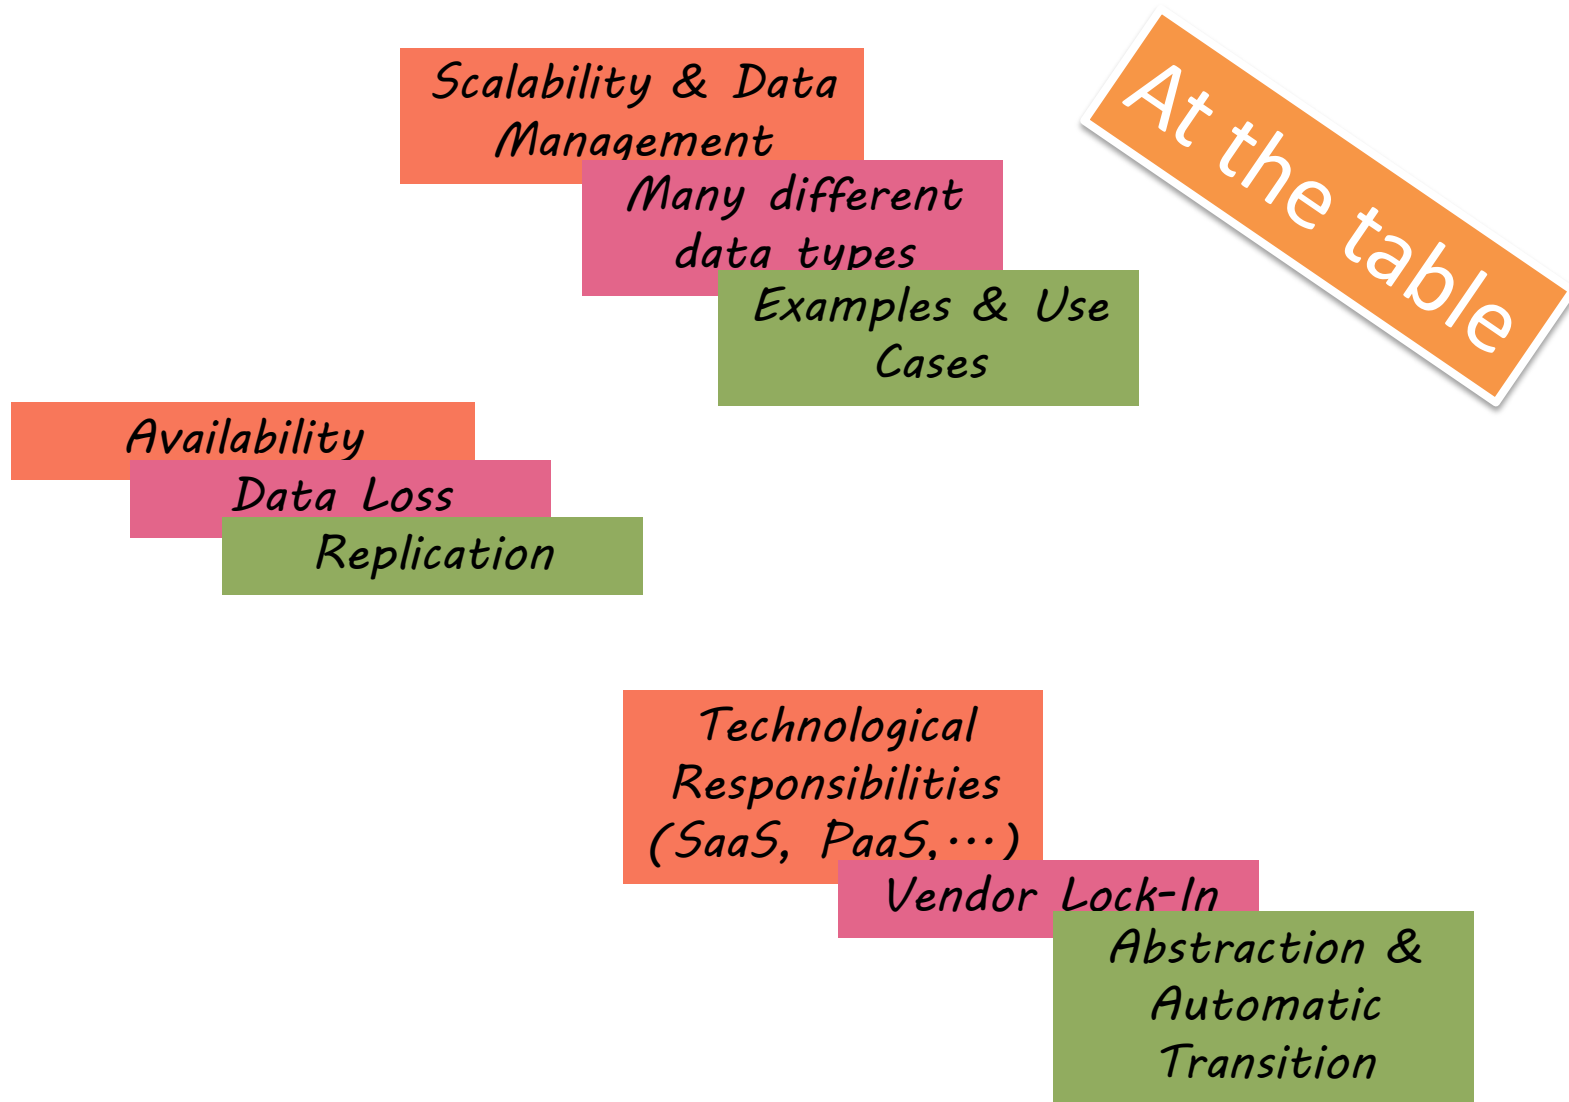 Scalability & Data
Management
Many different
data types
Examples & Use
Cases
At the table
Availability
Data Loss
Replication
Technological
Responsibilities
(SaaS, PaaS,...)
Vendor Lock-In
Abstraction &
Automatic
Transition